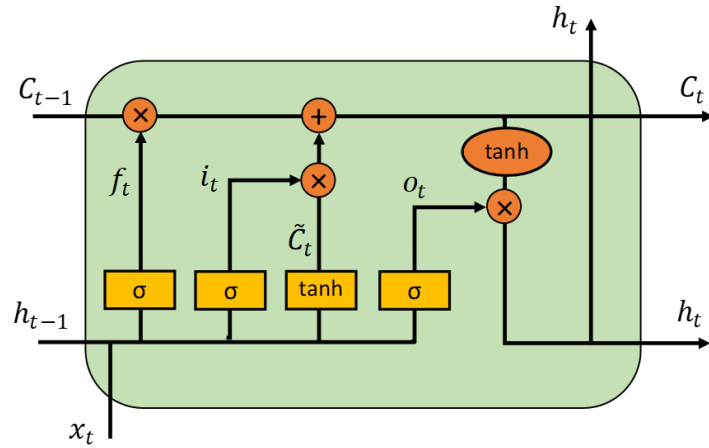 h_t
C_{t-1}
×
+
C_t
tanh
f_t
i_t
×
o_t
×
C̃_t
σ
σ
tanh
σ
h_{t-1}
h_t
x_t